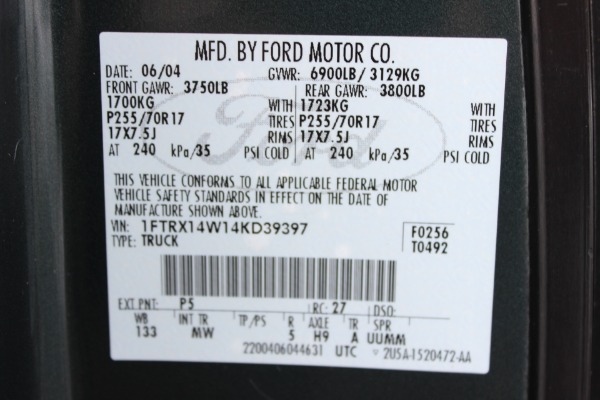 MFD. BY FORD MOTOR CO.
DATE: 06/04 GVWR: 6900LB/ 3129KG
FRONT GAWR: 3750LB REAR GAWR: 3800LB
1700KG WITH 1723KG WITH
P255/70R17 TIRES P255/70R17 TIRES
17X7.5J RIMS 17X7.5J RIMS
AT 240 kPa/35 PSI COLD AT 240 kPa/35 PSI COLD
Ford
THIS VEHICLE CONFORMS TO ALL APPLICABLE FEDERAL MOTOR
VEHICLE SAFETY STANDARDS IN EFFECT ON THE DATE OF
MANUFACTURE SHOWN ABOVE.
VIN: 1FTRX14W14KD39397 F0256
TYPE: TRUCK T0492
EXT PNT: P5 RC: 27 DSO:
WB INT TR TP/PS R AXLE TR SPR
133 MW 5 H9 A UUMM
2200406044631 UTC 2U5A-1520472-AA